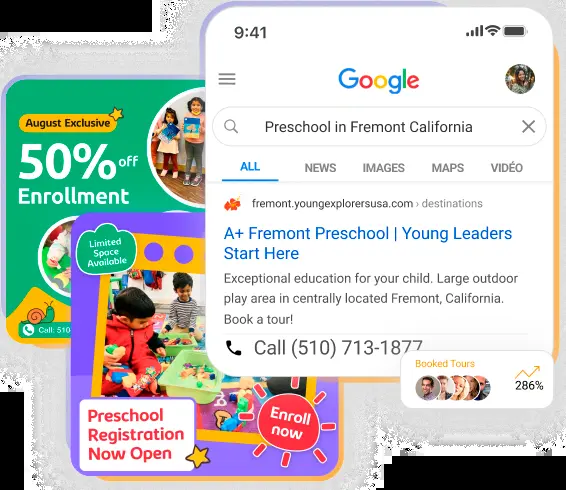 August Exclusive
50% off
Enrollment
Call: 510
Limited
Space
Available
Preschool
Registration
Now Open
Enroll
now
9:41
Google
Preschool in Fremont California
ALL NEWS IMAGES MAPS VIDÉO
fremont.youngexplorersusa.com › destinations
A+ Fremont Preschool | Young Leaders
Start Here
Exceptional education for your child. Large outdoor
play area in centrally located Fremont, California.
Book a tour!
Call (510) 713-1877
Booked Tours
286%